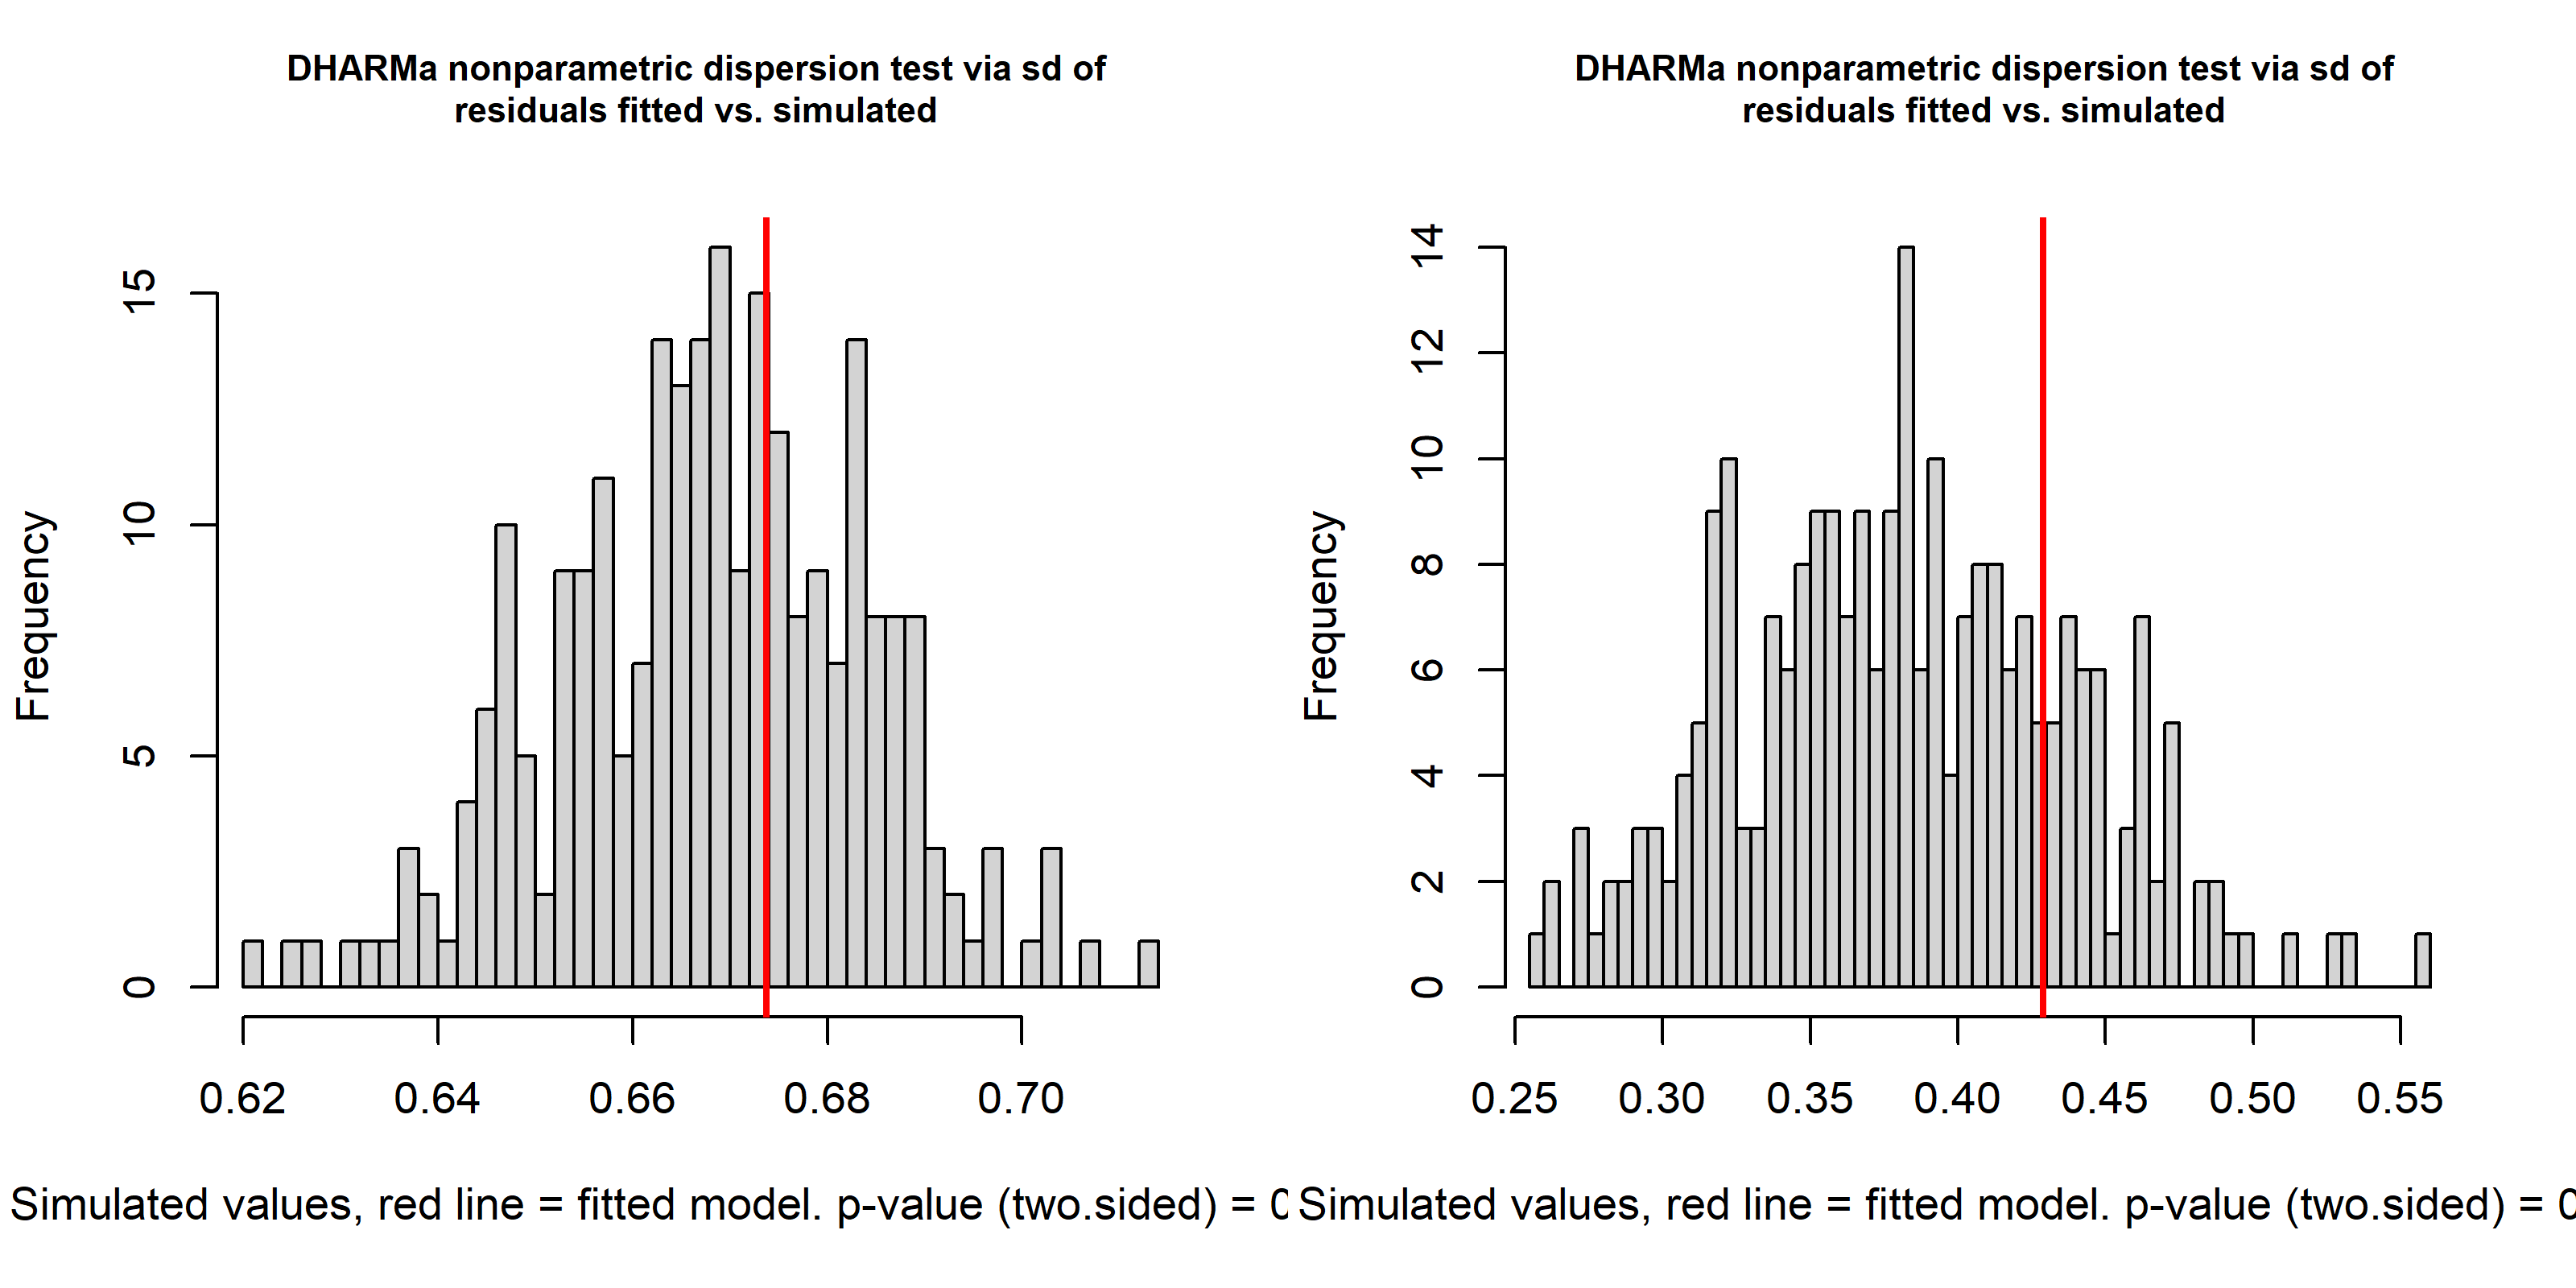 DHARMa nonparametric dispersion test via sd of
residuals fitted vs. simulated
Frequency
15
10
5
0
0.62 0.64 0.66 0.68 0.70
Simulated values, red line = fitted model. p-value (two.sided) = 0
DHARMa nonparametric dispersion test via sd of
residuals fitted vs. simulated
Frequency
14
12
10
8
6
4
2
0
0.25 0.30 0.35 0.40 0.45 0.50 0.55
Simulated values, red line = fitted model. p-value (two.sided) = 0